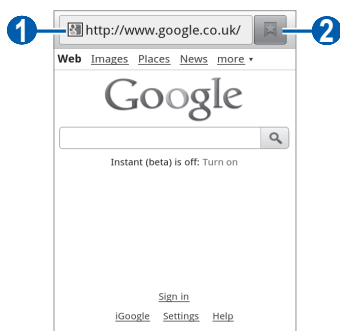 1 http://www.google.co.uk/ 2
Web Images Places News more ▾
Google
Instant (beta) is off: Turn on
Sign in
iGoogle Settings Help